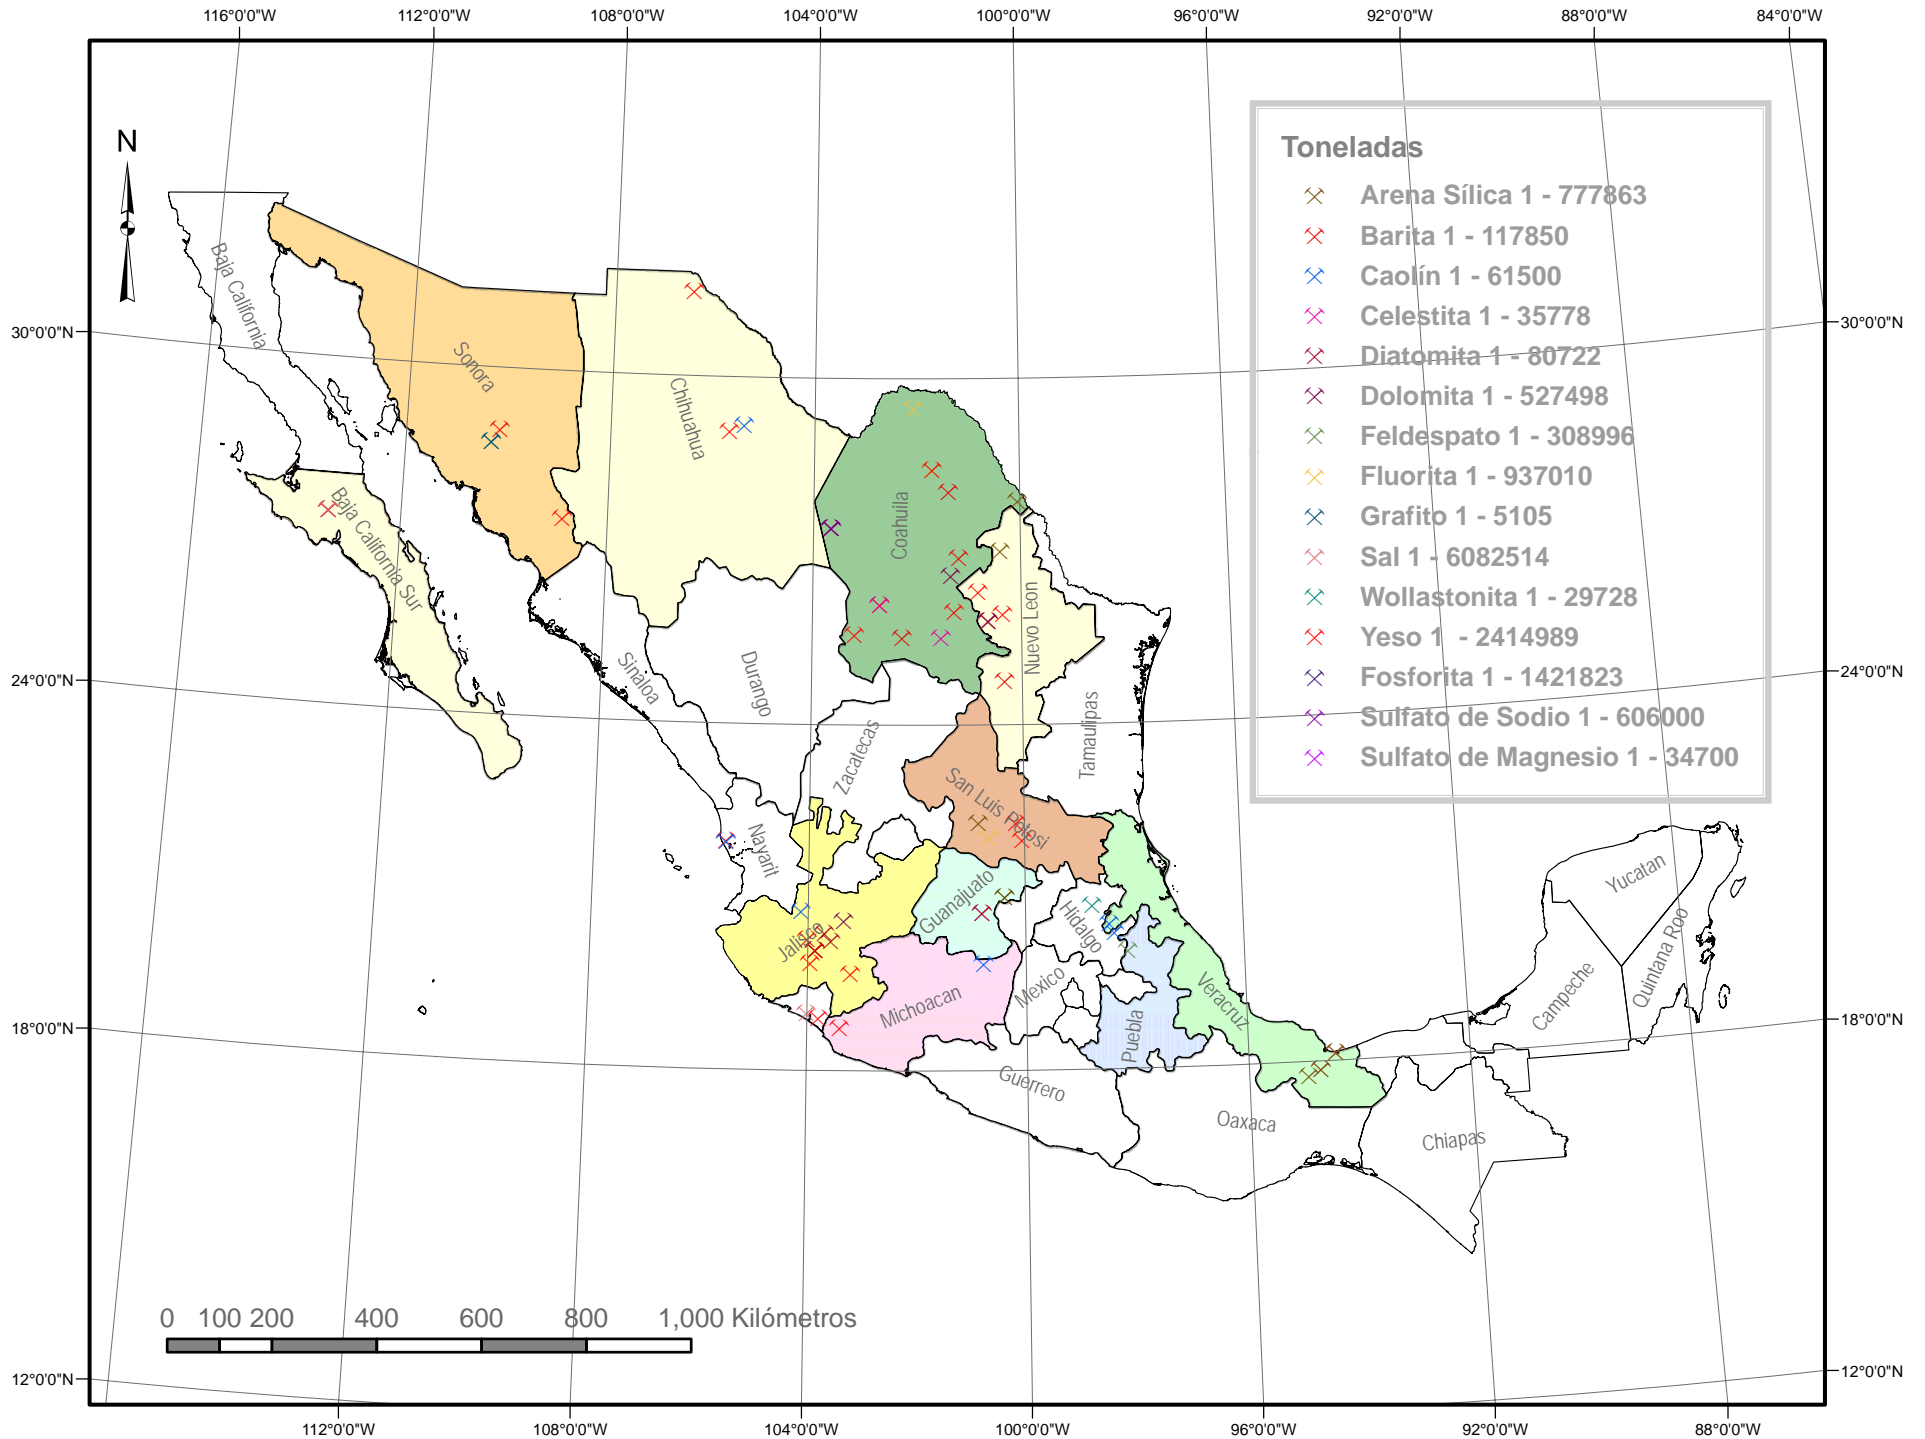 116°0'0"W
112°0'0"W
108°0'0"W
104°0'0"W
100°0'0"W
96°0'0"W
92°0'0"W
88°0'0"W
84°0'0"W
N
Toneladas
Arena Sílica 1 - 777863
Barita 1 - 117850
Caolín 1 - 61500
Celestita 1 - 35778
Diatomita 1 - 80722
Dolomita 1 - 527498
Feldespato 1 - 308996
Fluorita 1 - 937010
Grafito 1 - 5105
Sal 1 - 6082514
Wollastonita 1 - 29728
Yeso 1 - 2414989
Fosforita 1 - 1421823
Sulfato de Sodio 1 - 606000
Sulfato de Magnesio 1 - 34700
30°0'0"N
30°0'0"N
24°0'0"N
24°0'0"N
18°0'0"N
18°0'0"N
12°0'0"N
12°0'0"N
Baja California
Sonora
Chihuahua
Baja California Sur
Coahuila
Nuevo Leon
Sinaloa
Durango
Zacatecas
Tamaulipas
San Luis Potosi
Nayarit
Jalisco
Guanajuato
Hidalgo
Michoacan
Mexico
Puebla
Veracruz
Guerrero
Oaxaca
Chiapas
Campeche
Yucatan
Quintana Roo
0 100 200 400 600 800 1,000 Kilómetros
112°0'0"W
108°0'0"W
104°0'0"W
100°0'0"W
96°0'0"W
92°0'0"W
88°0'0"W